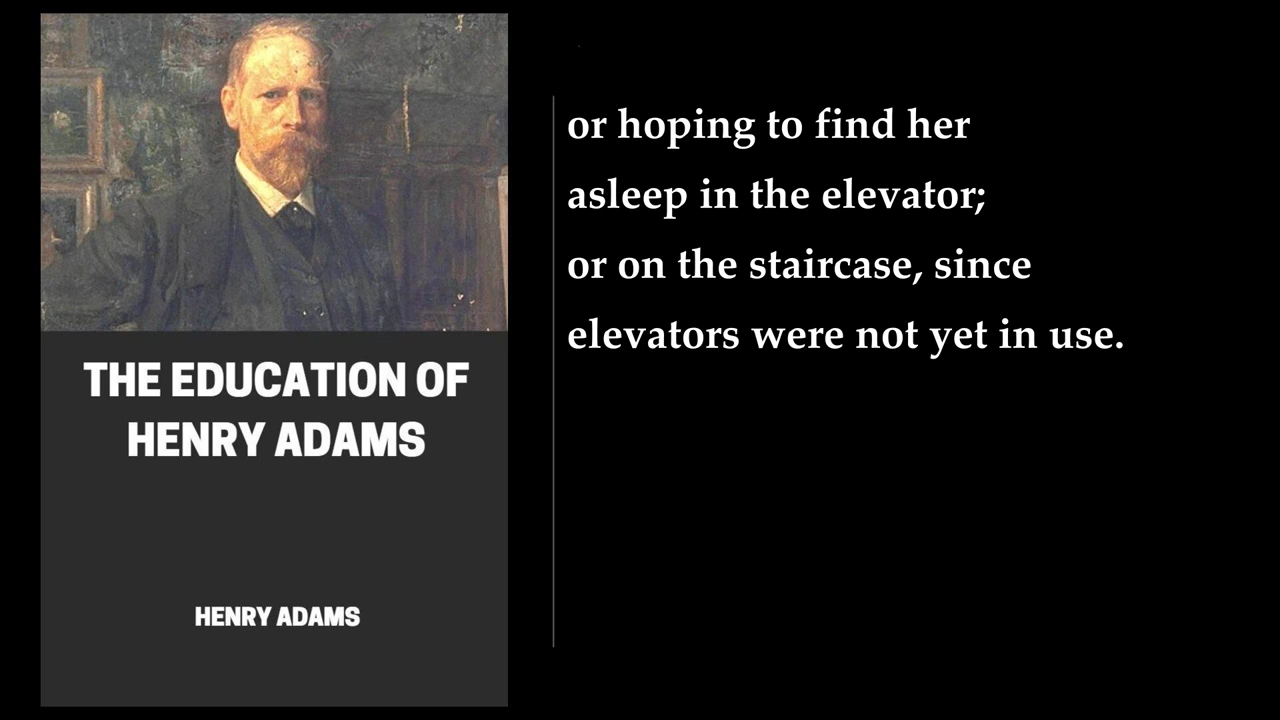 THE EDUCATION OF
HENRY ADAMS
HENRY ADAMS
or hoping to find her
asleep in the elevator;
or on the staircase, since
elevators were not yet in use.